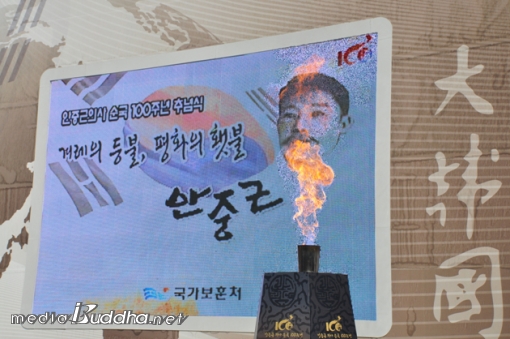 100
안중근의사 순국 100주년 추념식
겨레의 등불, 평화의 횃불
안중근
국가보훈처
大韓國
100
mediaBuddha.net